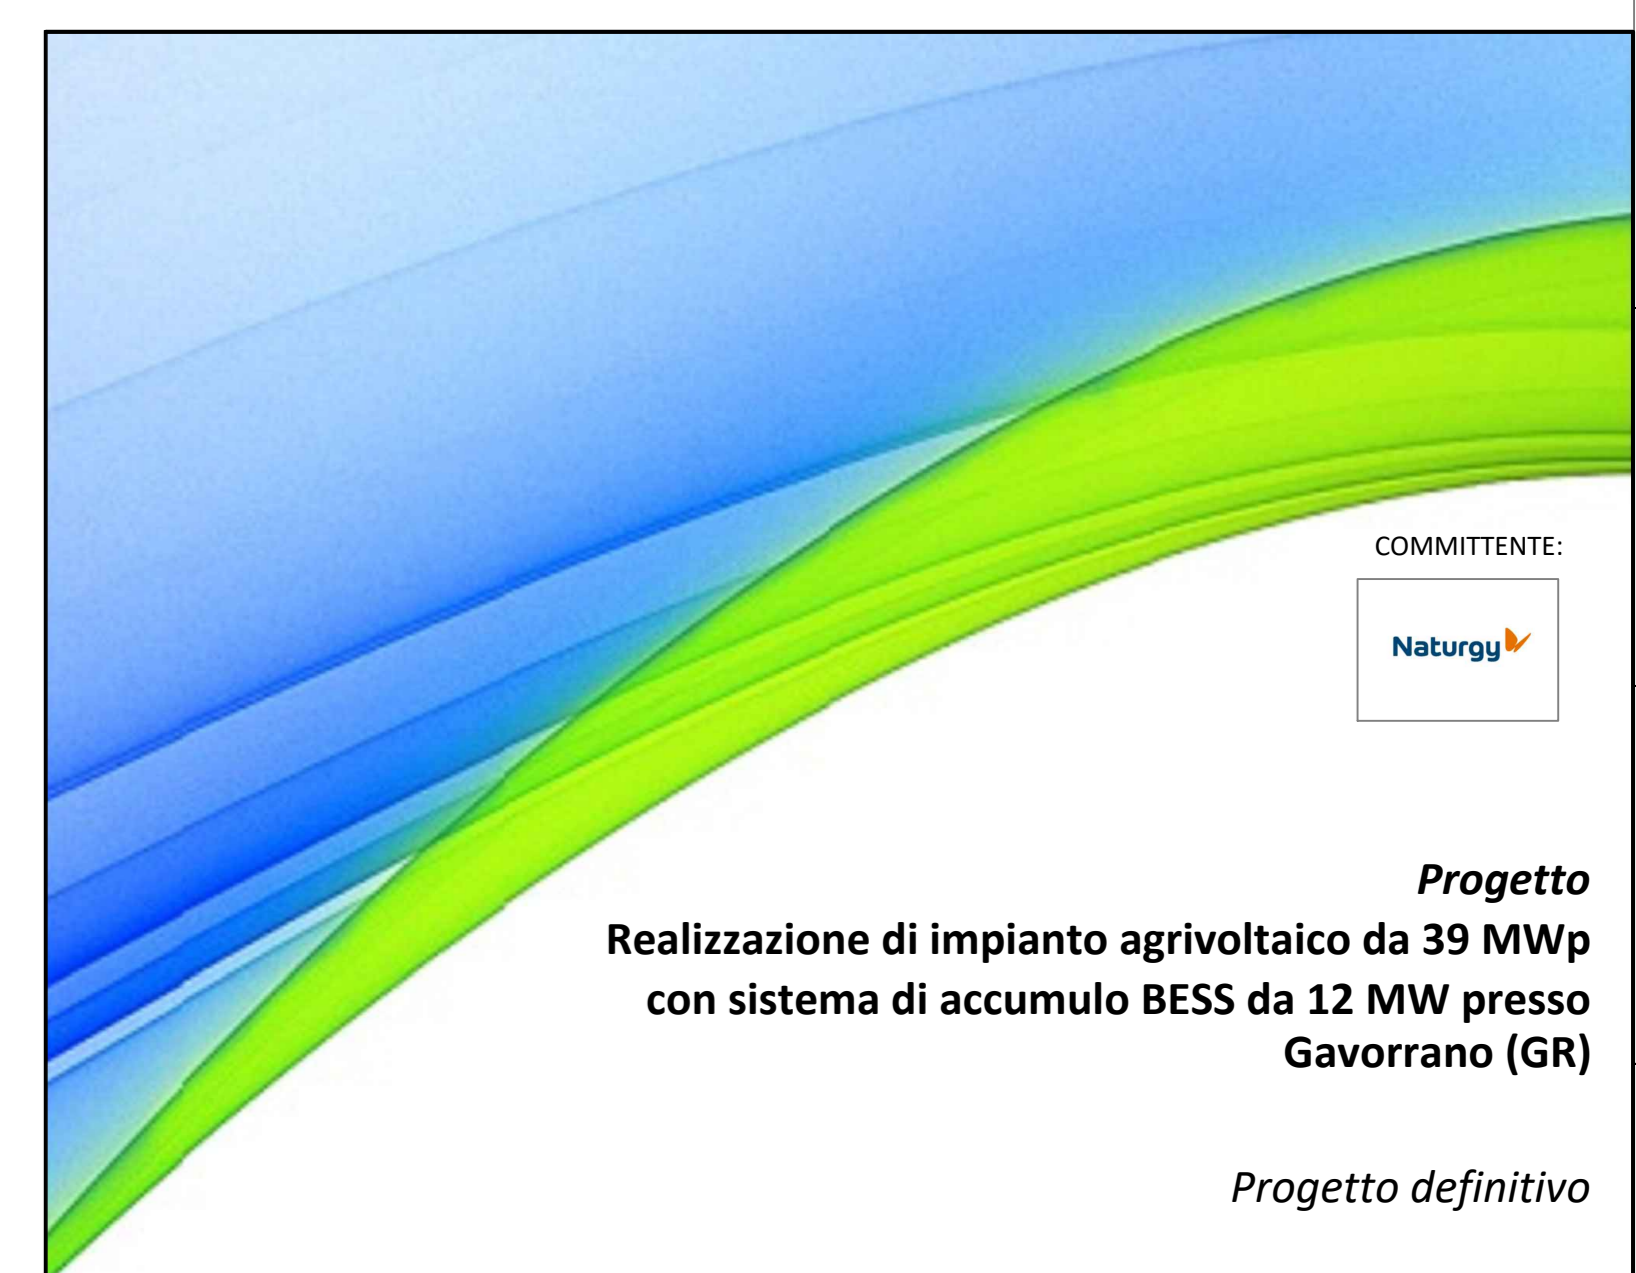 COMMITTENTE:
Naturgy
Progetto
Realizzazione di impianto agrivoltaico da 39 MWp
con sistema di accumulo BESS da 12 MW presso
Gavorrano (GR)
Progetto definitivo